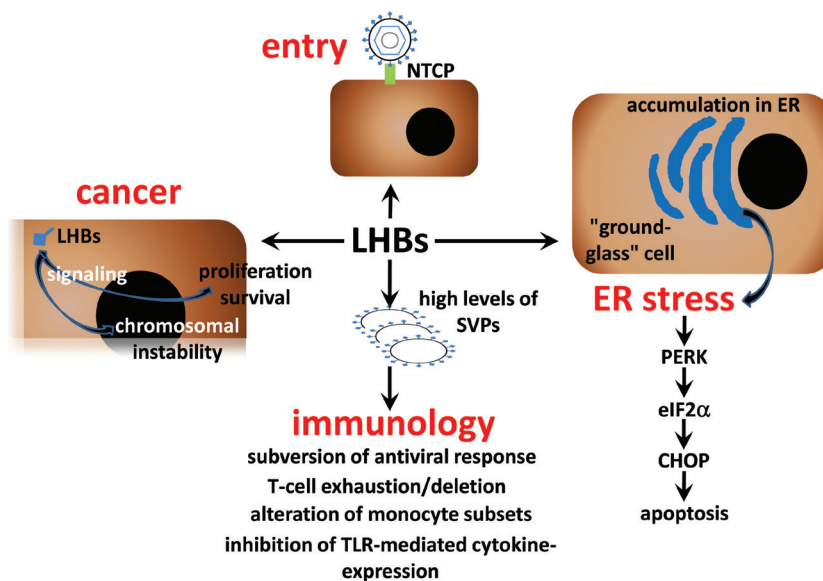 entry
NTCP
accumulation in ER
"ground-
glass" cell
cancer
LHBs
signaling
proliferation
survival
chromosomal
instability
LHBs
high levels of
SVPs
ER stress
PERK
eIF2α
CHOP
apoptosis
immunology
subversion of antiviral response
T-cell exhaustion/deletion
alteration of monocyte subsets
inhibition of TLR-mediated cytokine-
expression